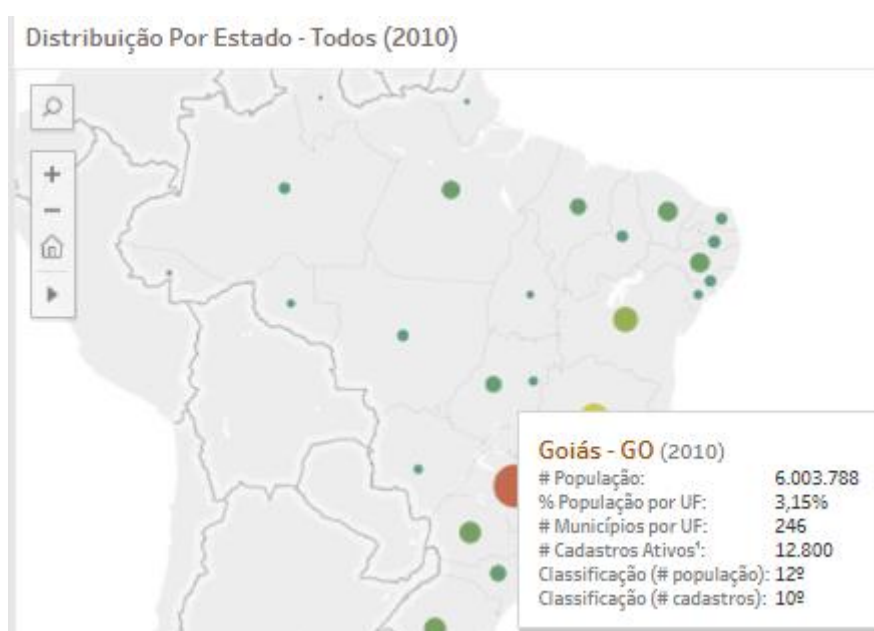 Distribuição Por Estado - Todos (2010)
Goiás - GO (2010)
# População: 6.003.788
% População por UF: 3,15%
# Municípios por UF: 246
# Cadastros Ativos¹: 12.800
Classificação (# população): 12º
Classificação (# cadastros): 10º